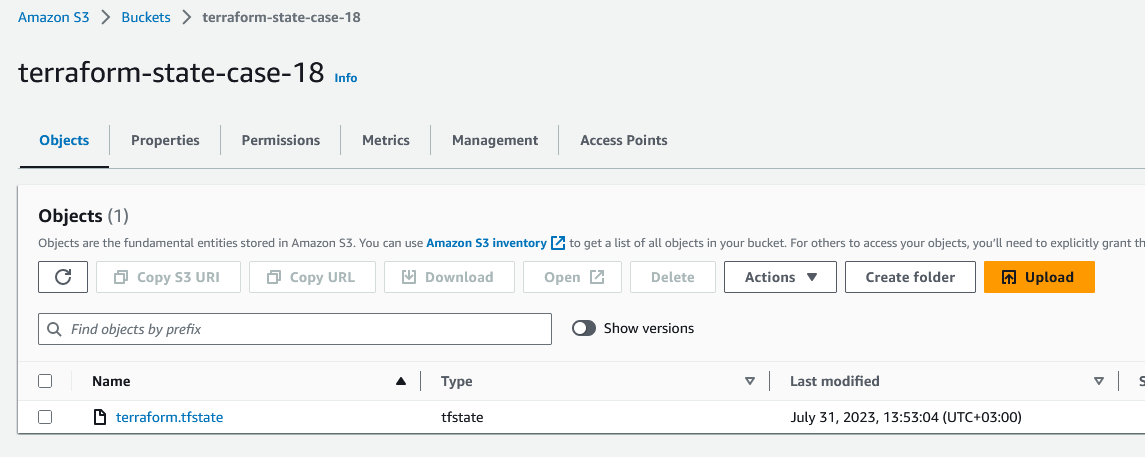 Amazon S3 > Buckets > terraform-state-case-18
terraform-state-case-18 Info
Objects Properties Permissions Metrics Management Access Points
Objects (1)
Objects are the fundamental entities stored in Amazon S3. You can use Amazon S3 inventory to get a list of all objects in your bucket. For others to access your objects, you’ll need to explicitly grant
Copy S3 URI Copy URL Download Open Delete Actions Create folder Upload
Find objects by prefix Show versions
Name Type Last modified
terraform.tfstate tfstate July 31, 2023, 13:53:04 (UTC+03:00)